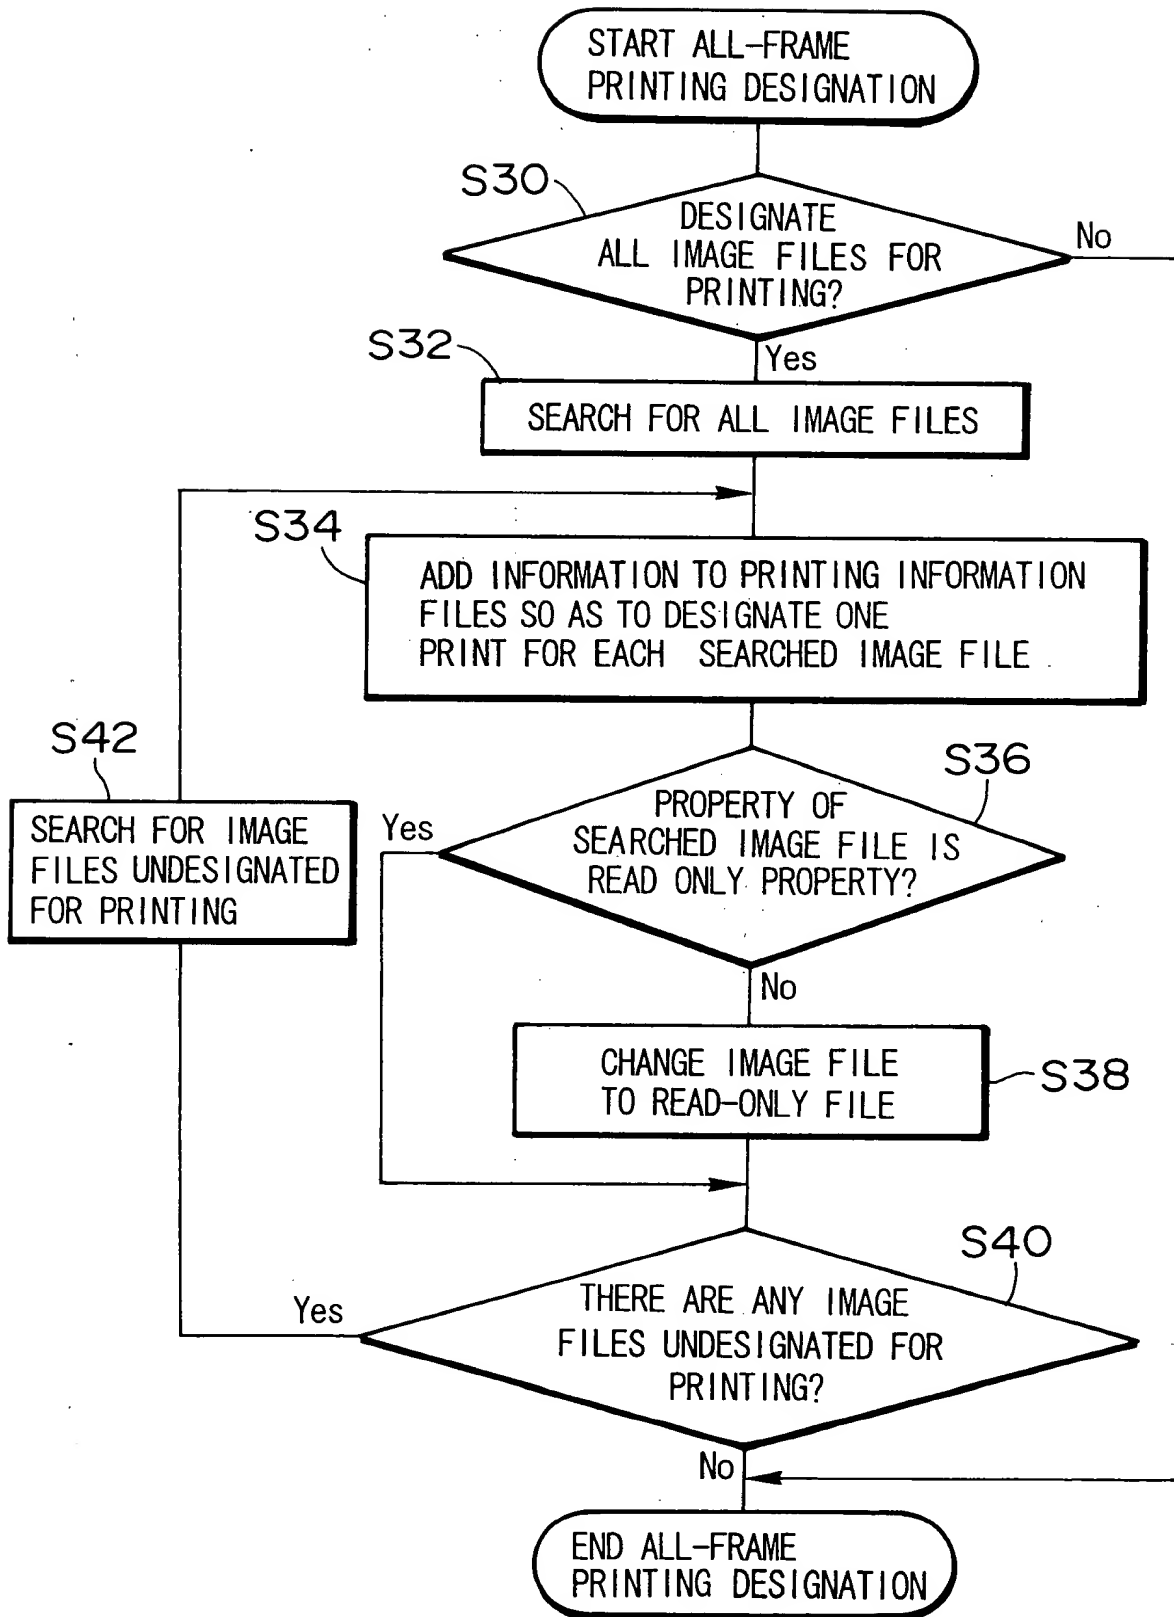 START ALL-FRAME
PRINTING DESIGNATION
S30
DESIGNATE
ALL IMAGE FILES FOR
PRINTING?
No
Yes
S32
SEARCH FOR ALL IMAGE FILES
S34
ADD INFORMATION TO PRINTING INFORMATION
FILES SO AS TO DESIGNATE ONE
PRINT FOR EACH SEARCHED IMAGE FILE
S42
SEARCH FOR IMAGE
FILES UNDESIGNATED
FOR PRINTING
S36
PROPERTY OF
SEARCHED IMAGE FILE IS
READ ONLY PROPERTY?
Yes
No
CHANGE IMAGE FILE
TO READ-ONLY FILE
S38
S40
THERE ARE ANY IMAGE
FILES UNDESIGNATED FOR
PRINTING?
Yes
No
END ALL-FRAME
PRINTING DESIGNATION